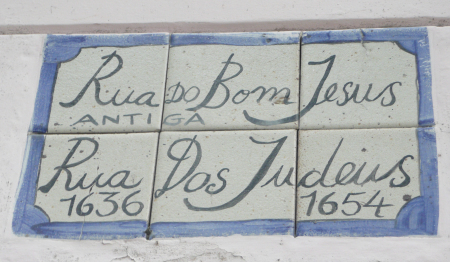 Rua DO Bom Jesus
ANTIGA
Rua Dos Judeus
1636 1654